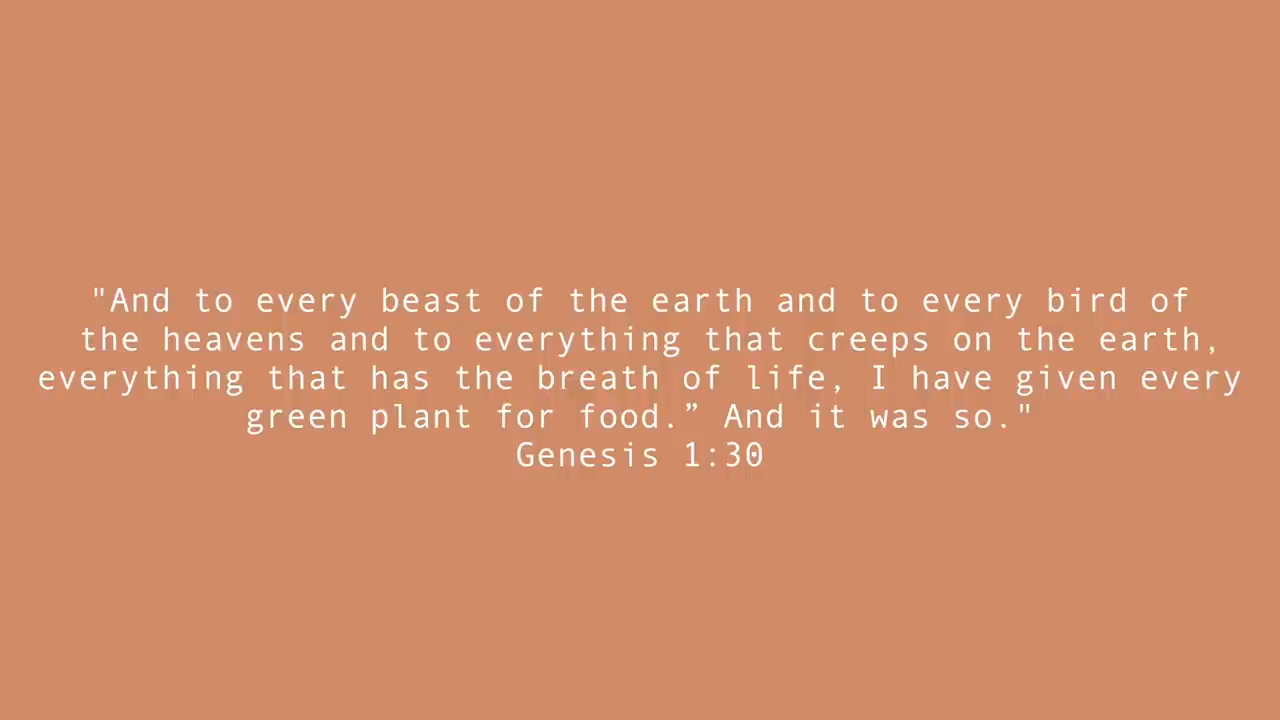 "And to every beast of the earth and to every bird of
the heavens and to everything that creeps on the earth,
everything that has the breath of life, I have given every
green plant for food.” And it was so."
Genesis 1:30